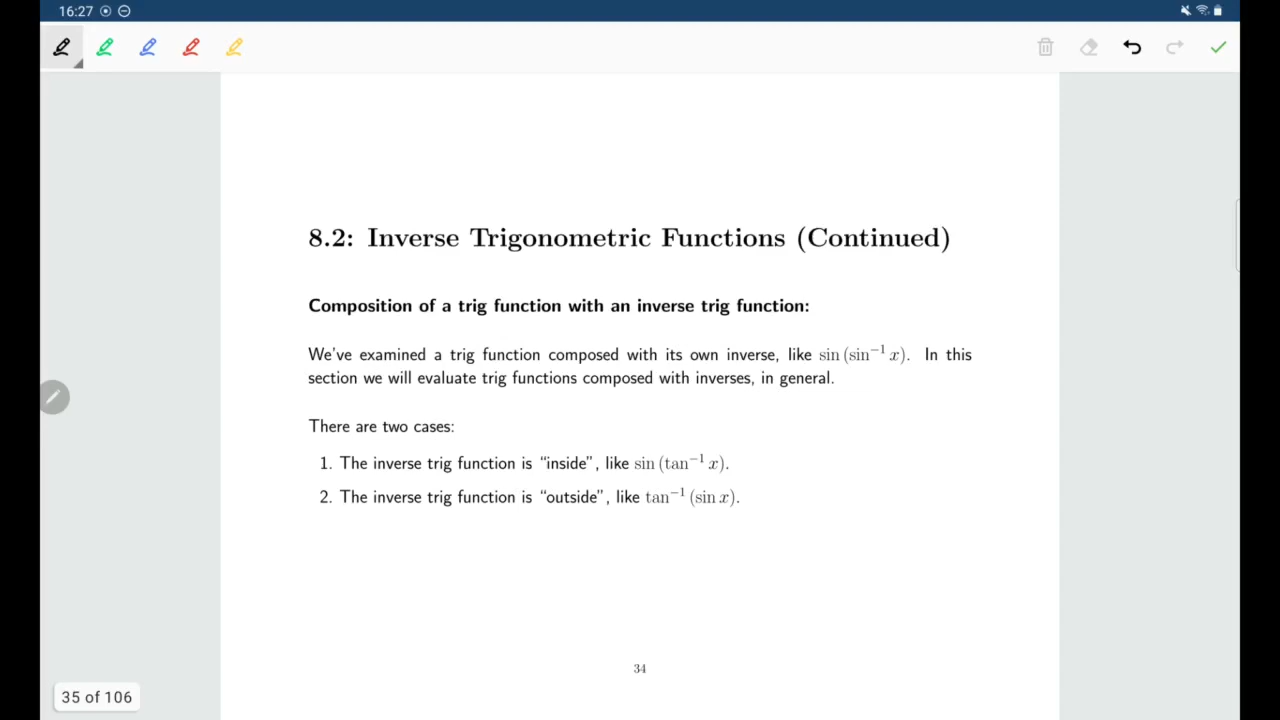 16:27
8.2: Inverse Trigonometric Functions (Continued)
Composition of a trig function with an inverse trig function:
We've examined a trig function composed with its own inverse, like sin (sin⁻¹ x). In this
section we will evaluate trig functions composed with inverses, in general.
There are two cases:
1. The inverse trig function is “inside”, like sin (tan⁻¹ x).
2. The inverse trig function is “outside”, like tan⁻¹ (sin x).
34
35 of 106